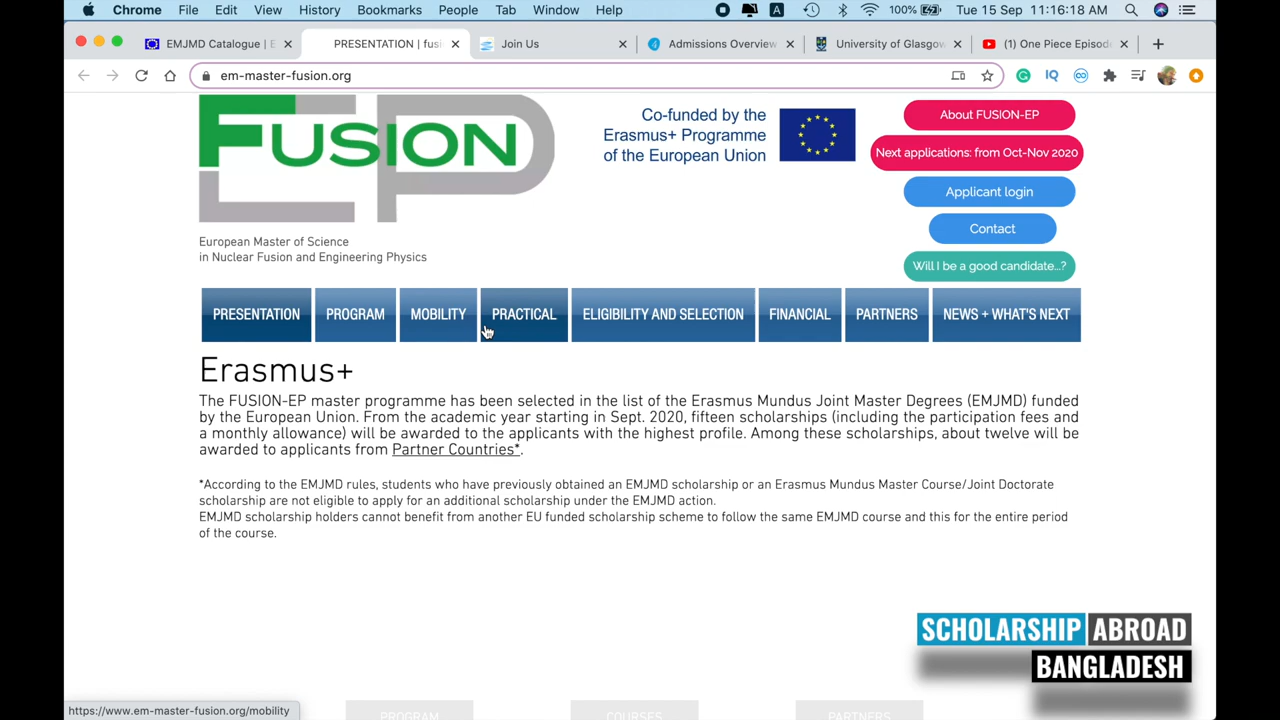 Chrome File Edit View History Bookmarks People Tab Window Help 100% Tue 15 Sep 11:16:18 AM
EMJMD Catalogue | E PRESENTATION | fusi Join Us Admissions Overview University of Glasgow (1) One Piece Episode
em-master-fusion.org
FUSION
EP
Co-funded by the
Erasmus+ Programme
of the European Union
About FUSION-EP
Next applications: from Oct-Nov 2020
Applicant login
Contact
Will I be a good candidate...?
European Master of Science
in Nuclear Fusion and Engineering Physics
PRESENTATION PROGRAM MOBILITY PRACTICAL ELIGIBILITY AND SELECTION FINANCIAL PARTNERS NEWS + WHAT'S NEXT
Erasmus+
The FUSION-EP master programme has been selected in the list of the Erasmus Mundus Joint Master Degrees (EMJMD) funded
by the European Union. From the academic year starting in Sept. 2020, fifteen scholarships (including the participation fees and
a monthly allowance) will be awarded to the applicants with the highest profile. Among these scholarships, about twelve will be
awarded to applicants from Partner Countries*.
*According to the EMJMD rules, students who have previously obtained an EMJMD scholarship or an Erasmus Mundus Master Course/Joint Doctorate
scholarship are not eligible to apply for an additional scholarship under the EMJMD action.
EMJMD scholarship holders cannot benefit from another EU funded scholarship scheme to follow the same EMJMD course and this for the entire period
of the course.
SCHOLARSHIP ABROAD
BANGLADESH
https://www.em-master-fusion.org/mobility
PROGRAM COURSES PARTNERS